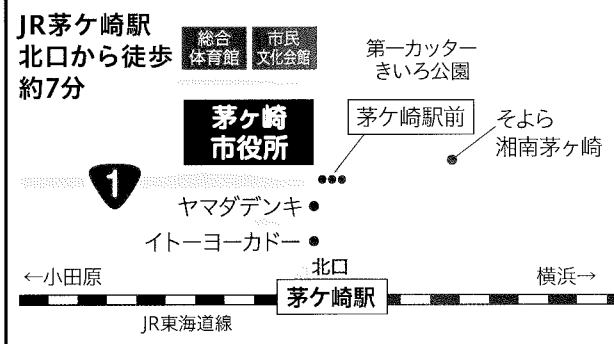 JR茅ケ崎駅
北口から徒歩
約7分
総合
体育館
市民
文化会館
第一カッター
きいろ公園
茅ヶ崎
市役所
茅ケ崎駅前
そよら
湘南茅ヶ崎
1
ヤマダデンキ
イトーヨーカドー
北口
←小田原
横浜→
茅ケ崎駅
JR東海道線